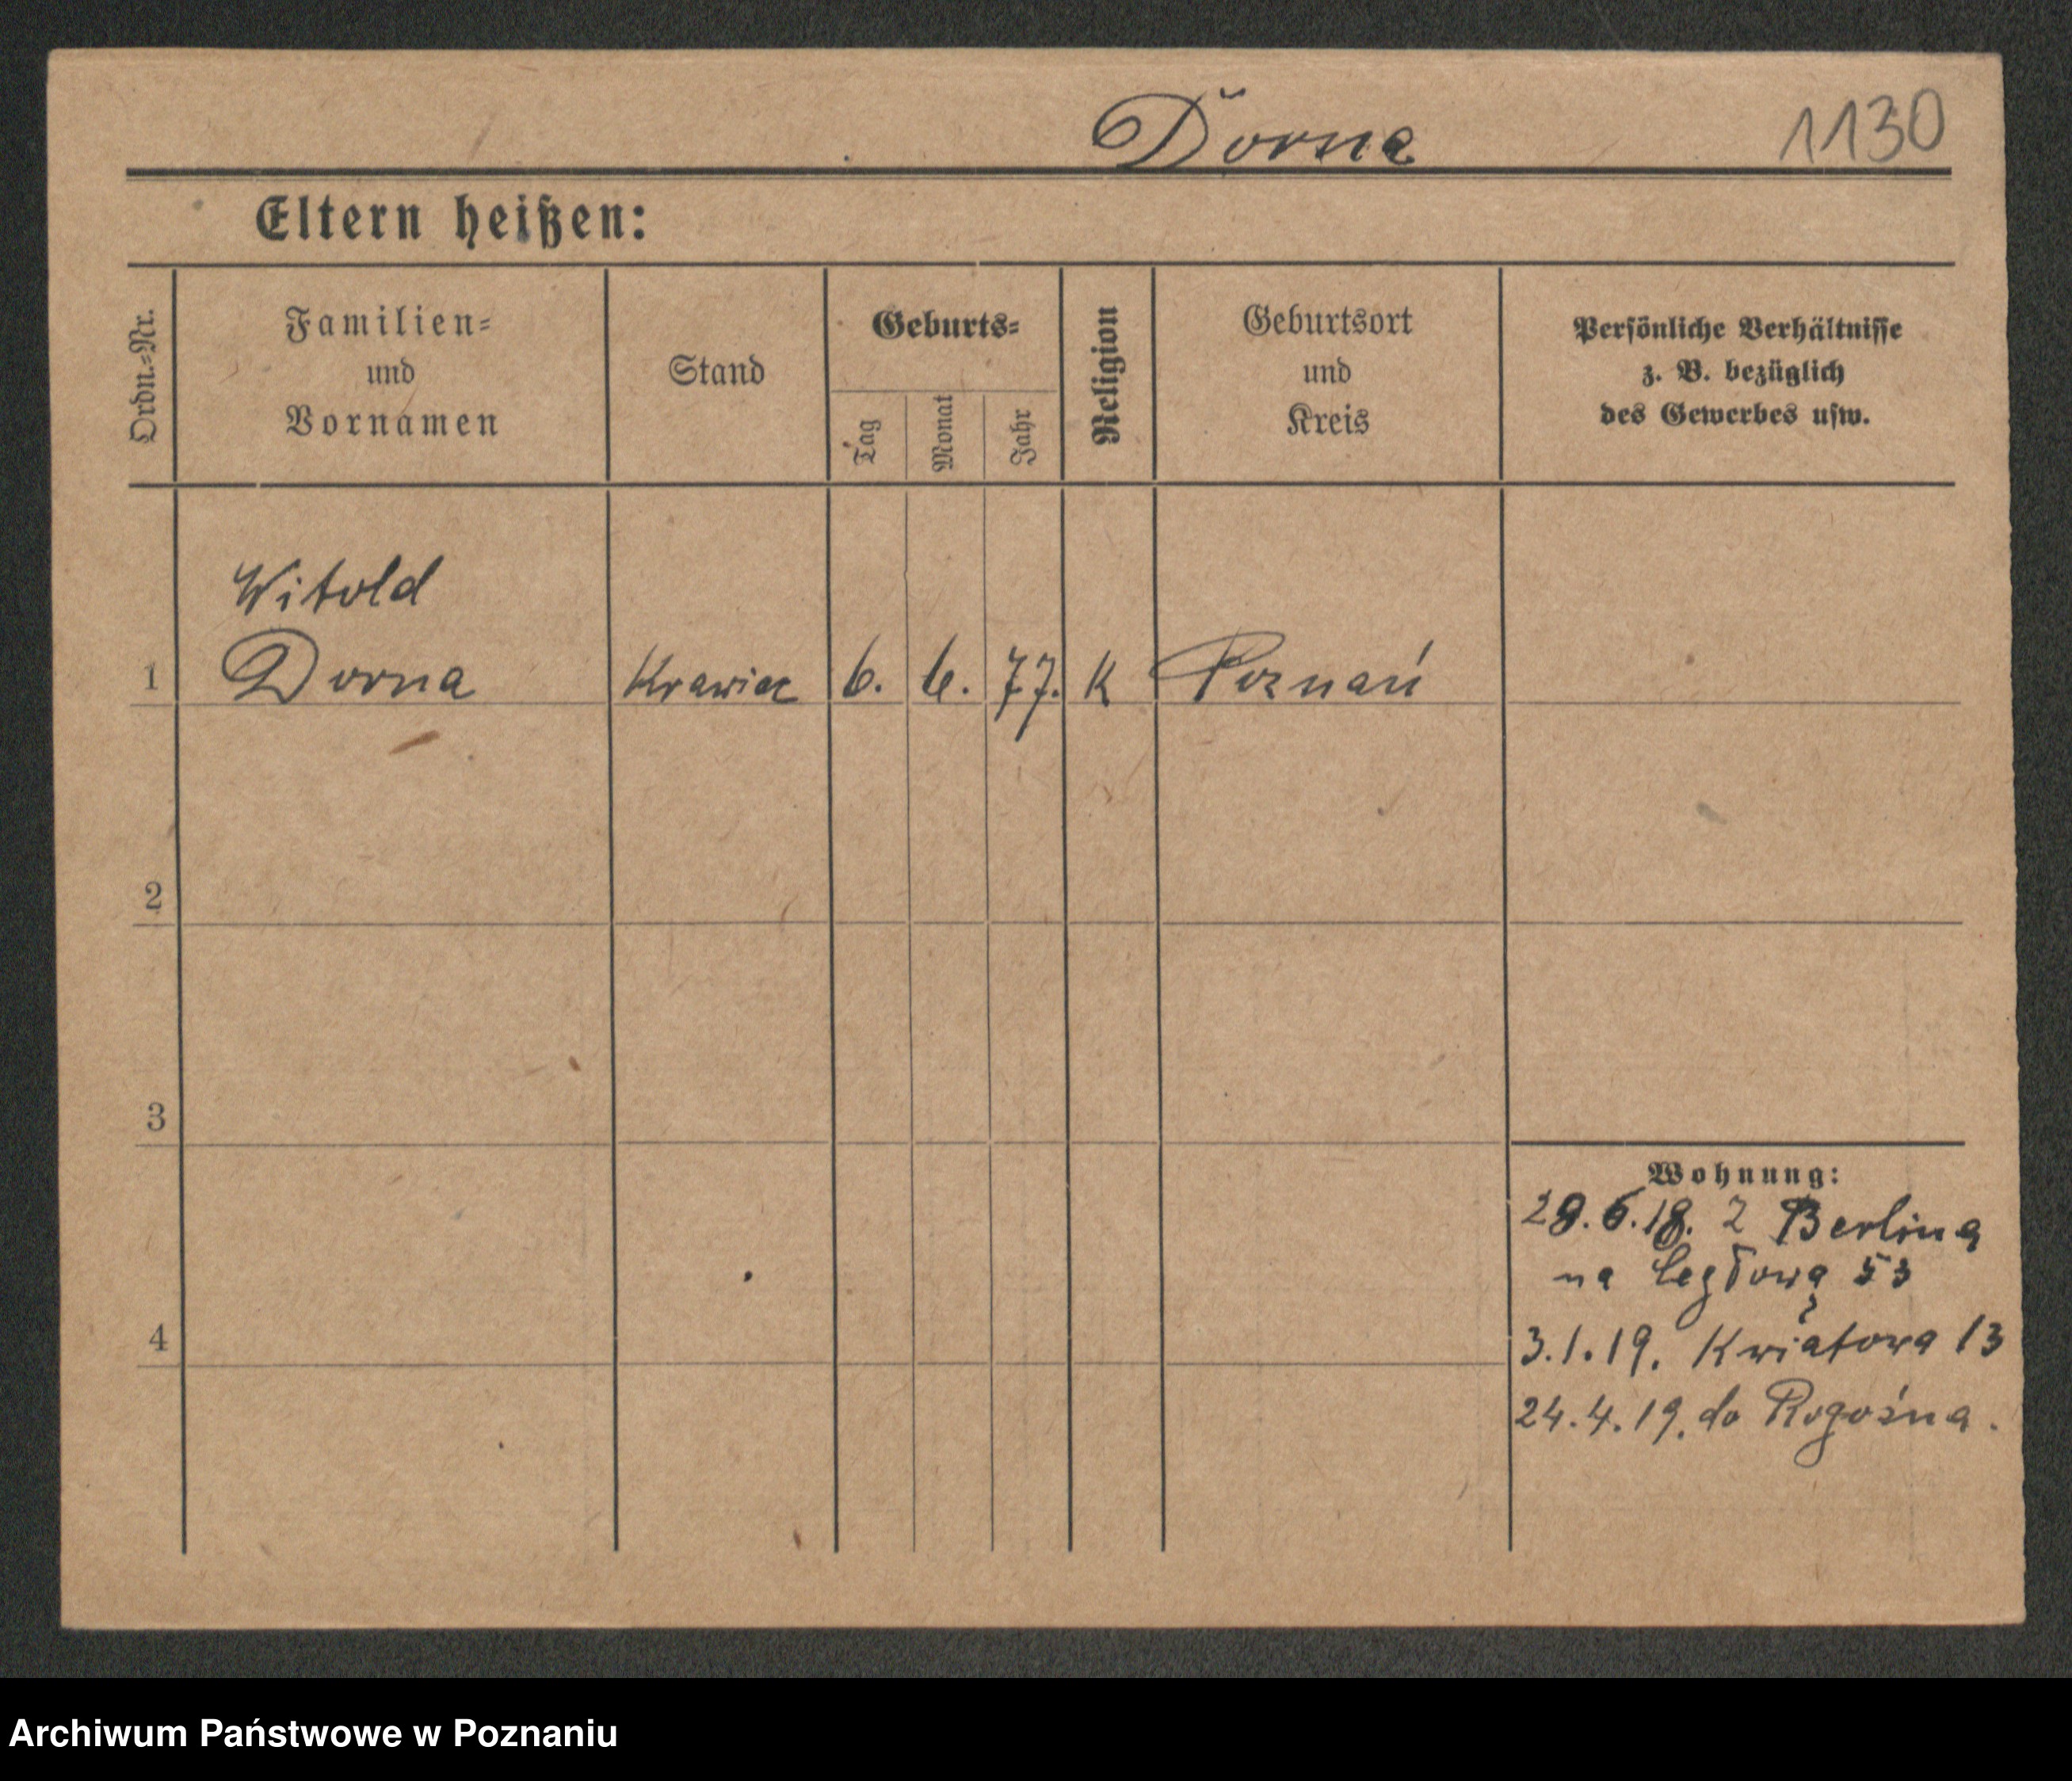 Dorna 1130
Eltern heißen:
Ordn.-Nr.
Familien-
und
Vornamen
Stand
Geburts-
Tag
Monat
Jahr
Religion
Geburtsort
und
Kreis
Persönliche Verhältnisse
z. B. bezüglich
des Gewerbes usw.
Witold
1 Dorna Krawiec 6. 6. 77. K Poznań
2
3
4
Wohnung:
28.6.18. Z Berlina
na 53
3.1.19. Kwiatowa 13
24.4.19. do Rogoźna.
Archiwum Państwowe w Poznaniu